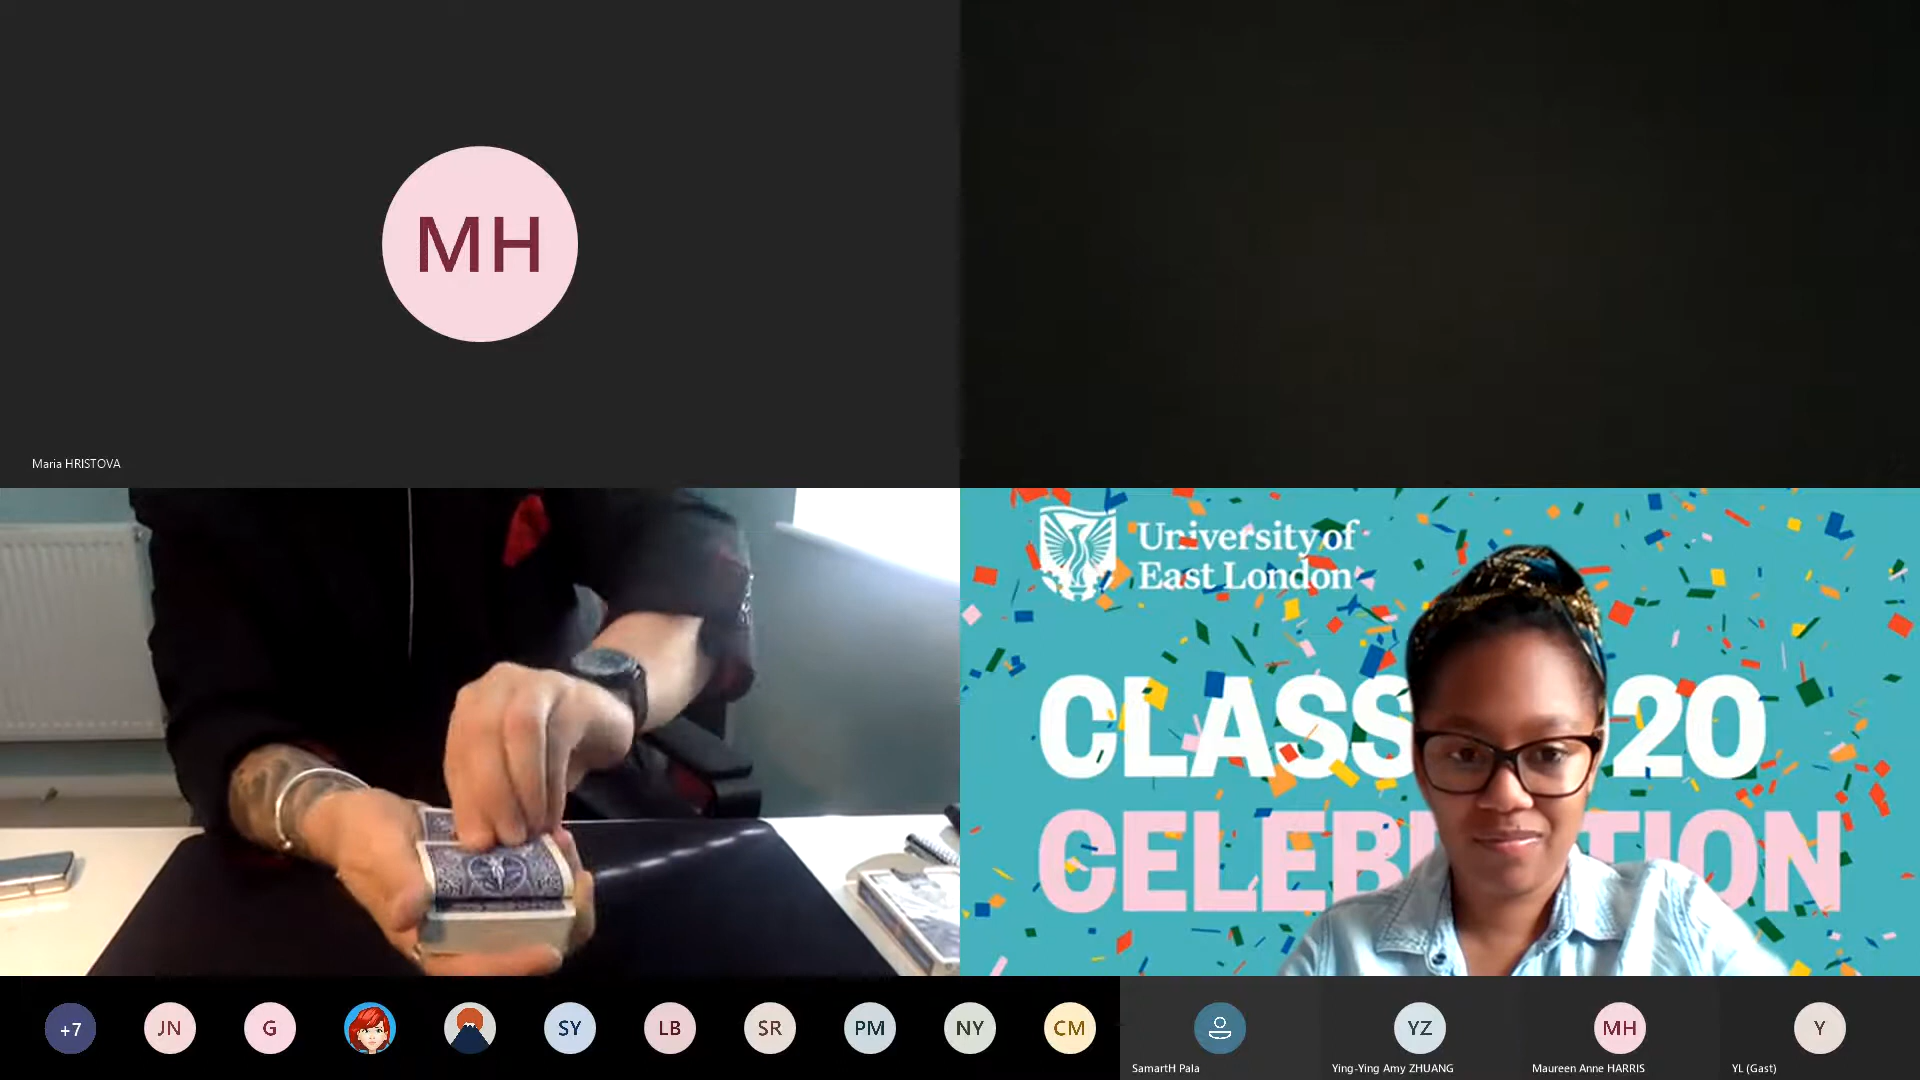 MH
Maria HRISTOVA
University of
East London
CLASS 20
CELEB TION
+7
JN
G
SY
LB
SR
PM
NY
CM
SamartH Pala
YZ
Ying-Ying Amy ZHUANG
MH
Maureen Anne HARRIS
Y
YL (Gast)